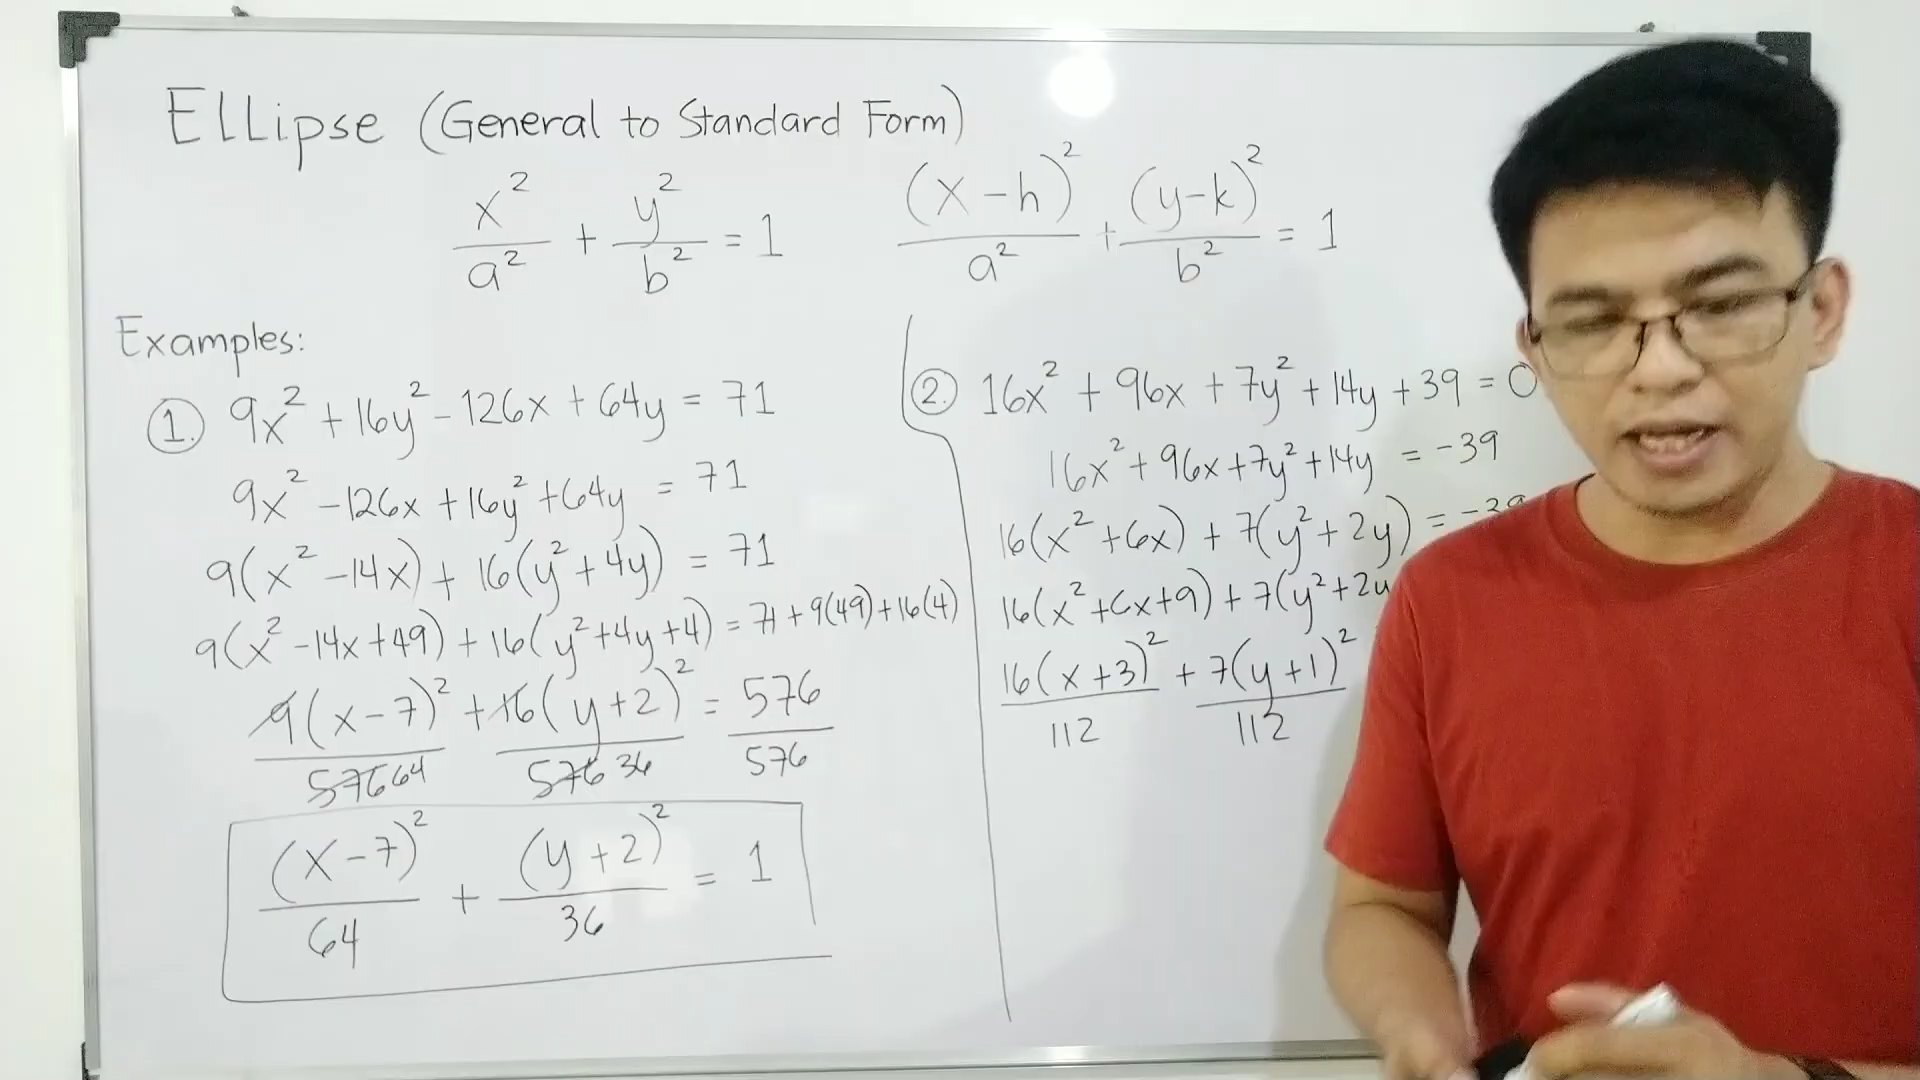 Ellipse (General to Standard Form)
x²/a² + y²/b² = 1
(x-h)²/a² + (y-k)²/b² = 1
Examples:
1. 9x² + 16y² - 126x + 64y = 71
9x² - 126x + 16y² + 64y = 71
9(x² - 14x) + 16(y² + 4y) = 71
9(x² - 14x + 49) + 16(y² + 4y + 4) = 71 + 9(49) + 16(4)
9(x-7)²/576 64 + 16(y+2)²/576 36 = 576/576
(x-7)²/64 + (y+2)²/36 = 1
2. 16x² + 96x + 7y² + 14y + 39 = 0
16x² + 96x + 7y² + 14y = -39
16(x² + 6x) + 7(y² + 2y) = -39
16(x² + 6x + 9) + 7(y² + 2y
16(x+3)²/112 + 7(y+1)²/112